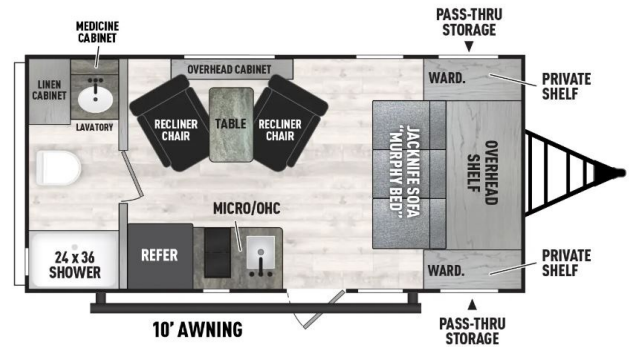 MEDICINE
CABINET
PASS-THRU
STORAGE
LINEN
CABINET
LAVATORY
OVERHEAD CABINET
RECLINER
CHAIR
TABLE
RECLINER
CHAIR
WARD.
PRIVATE
SHELF
JACKNIFE SOFA
"MURPHY BED"
OVERHEAD
SHELF
24 x 36
SHOWER
REFER
MICRO/OHC
WARD.
PRIVATE
SHELF
10' AWNING
PASS-THRU
STORAGE